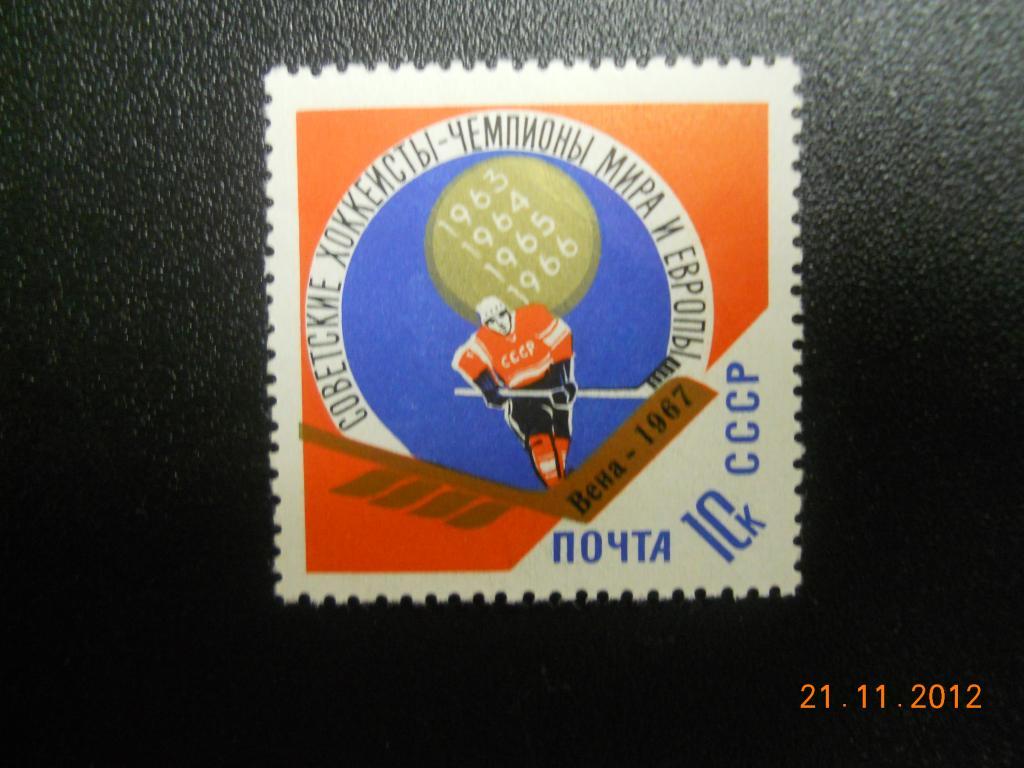 СОВЕТСКИЕ ХОККЕИСТЫ-ЧЕМПИОНЫ МИРА И ЕВРОПЫ
1963
1964
1965
1966
СССР
Вена - 1967
ПОЧТА 10к СССР
21.11.2012